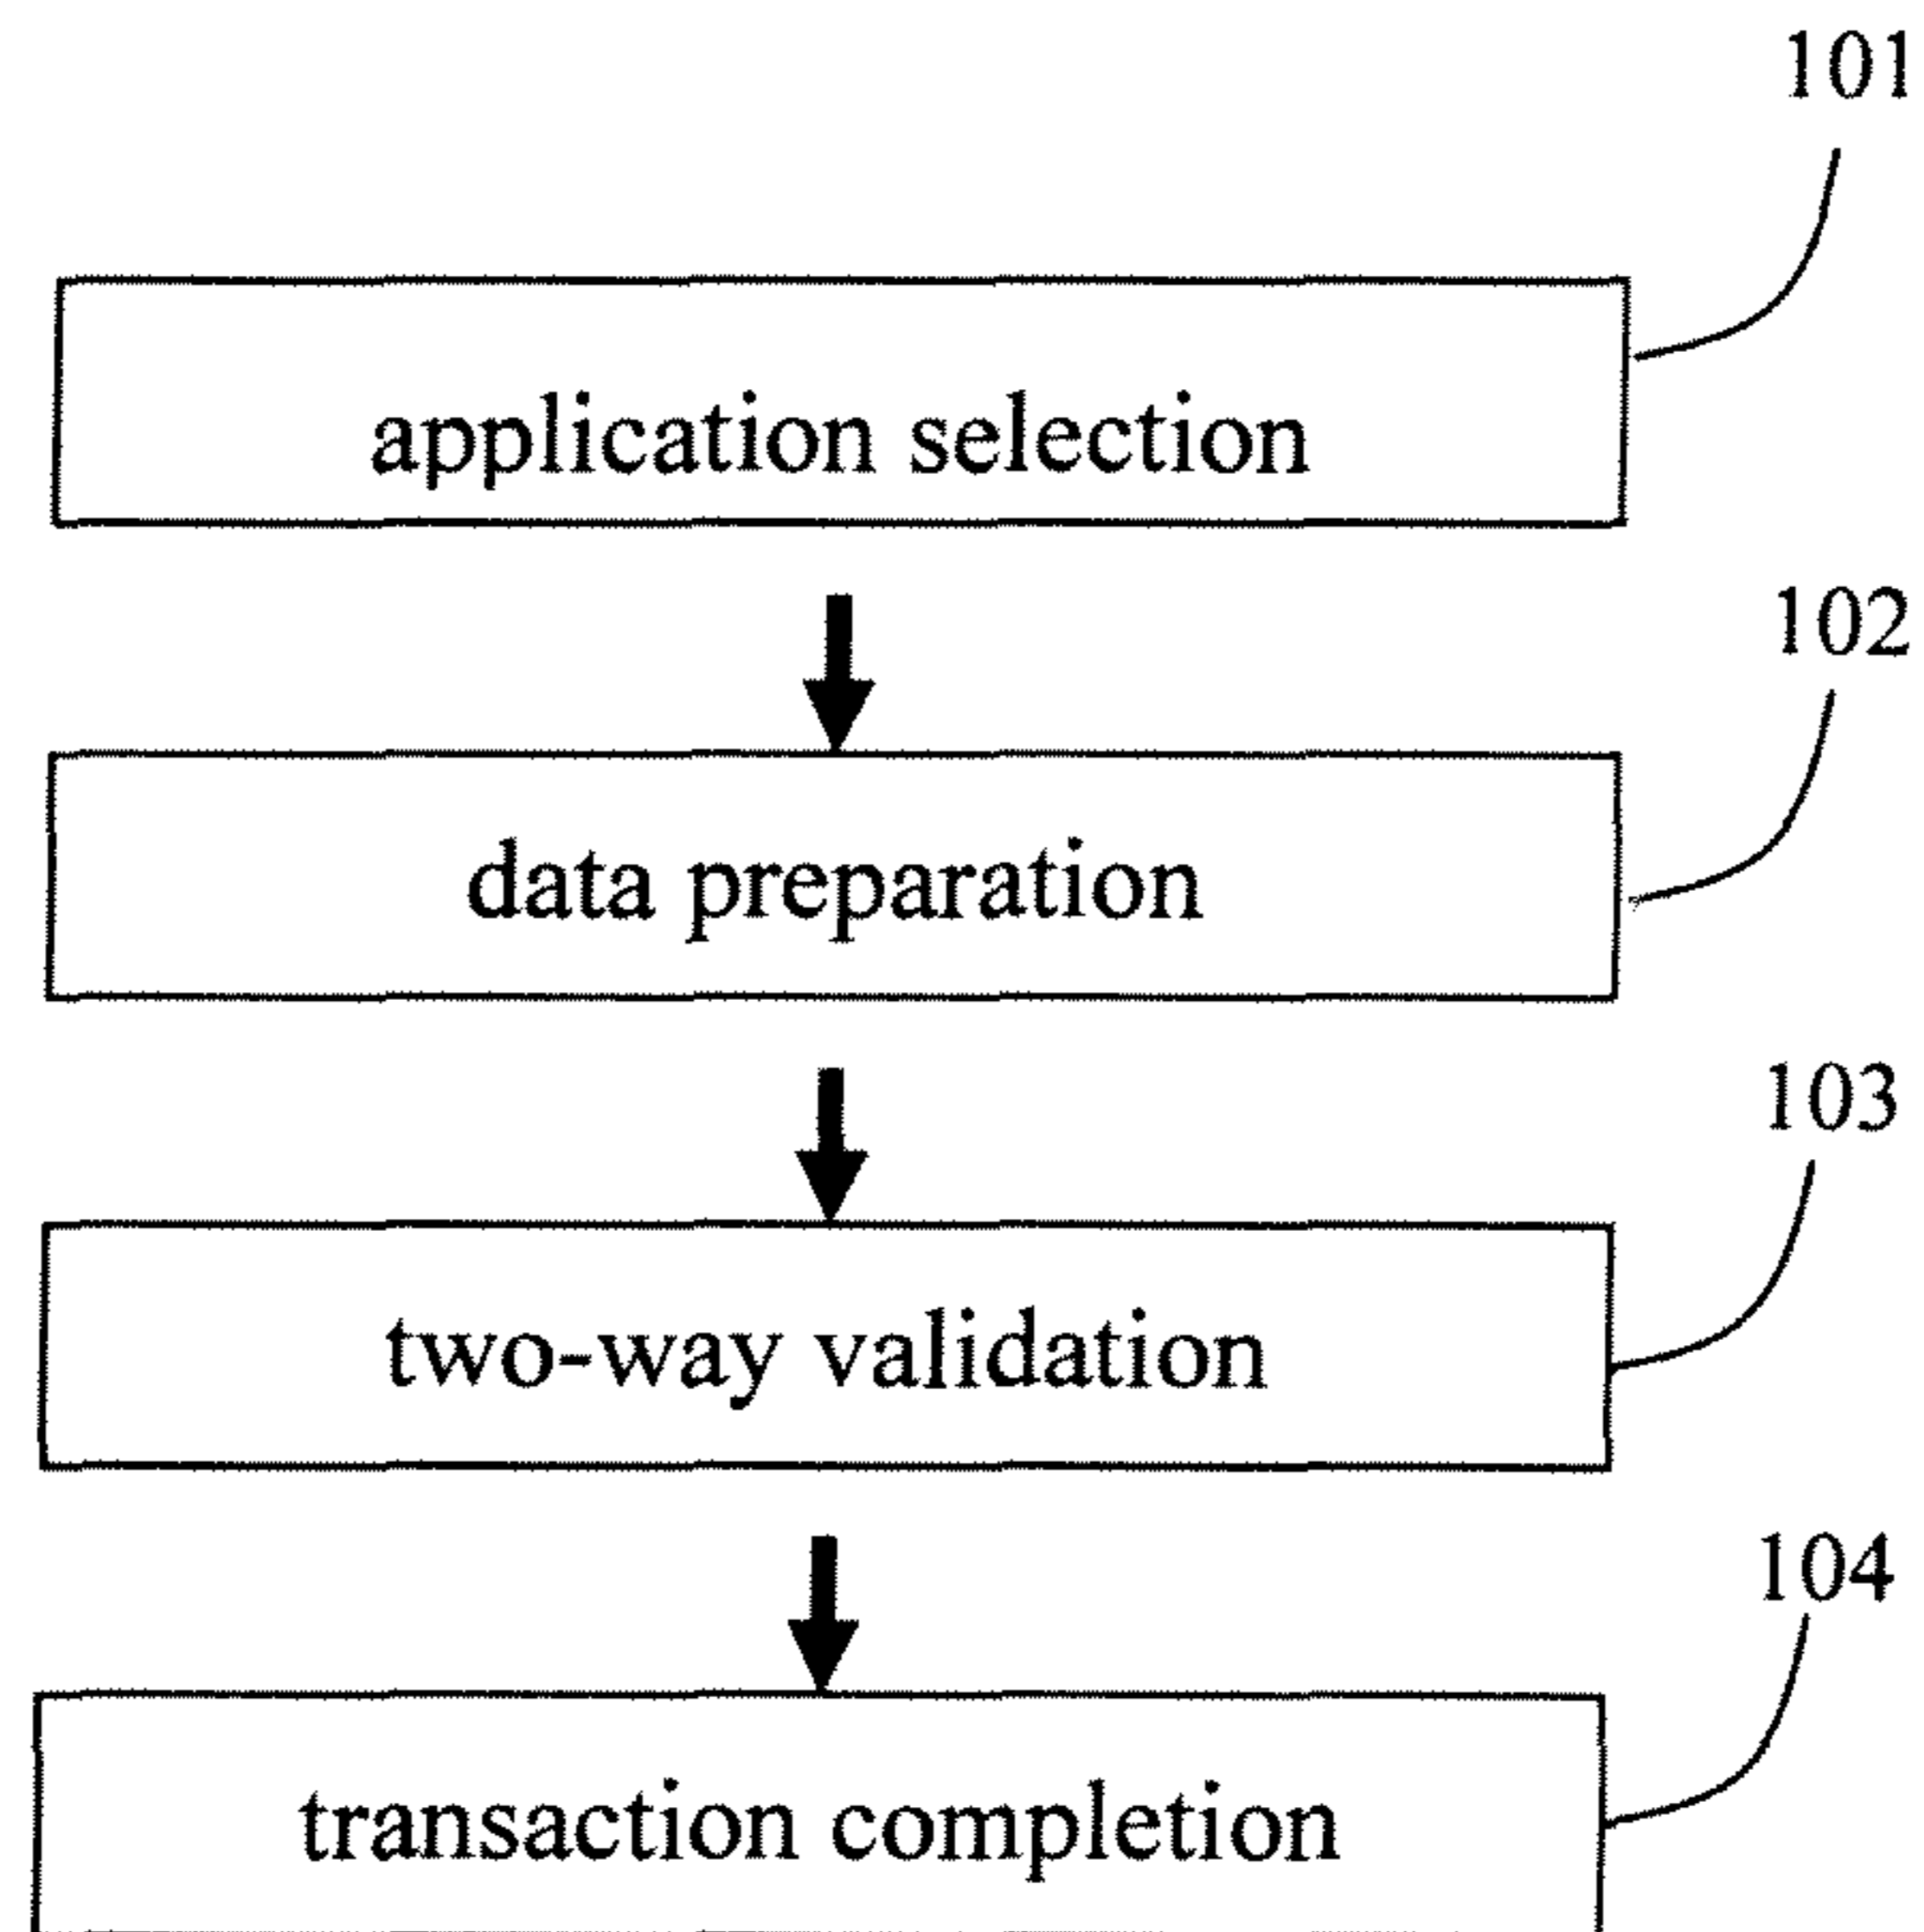 101
application selection
102
data preparation
103
two-way validation
104
transaction completion